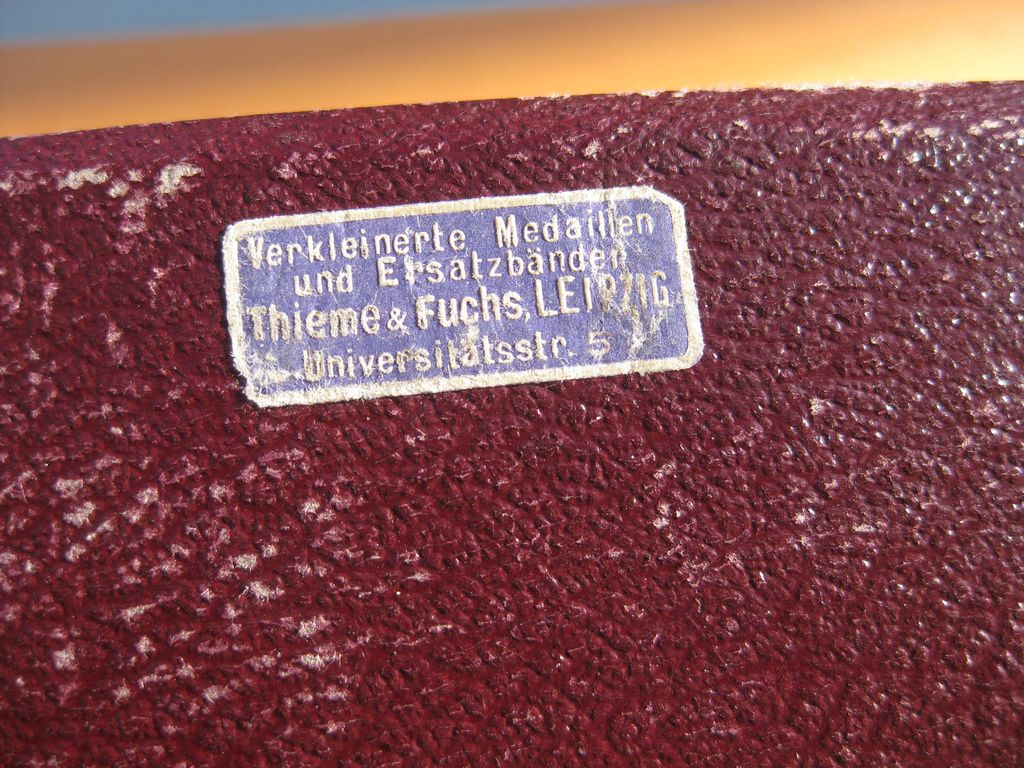 Verkleinerte Medaillen
und Ersatzbänder
Thieme & Fuchs, LEIPZIG
Universitätsstr. 5